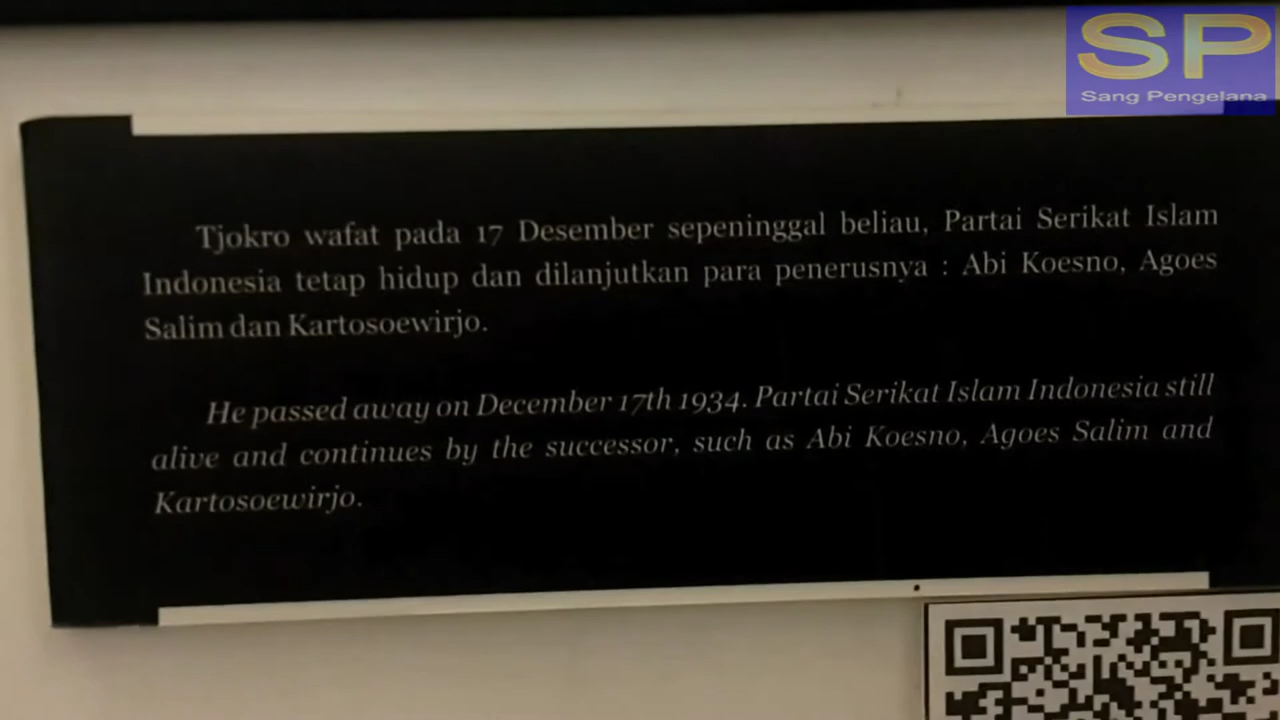 SP
Sang Pengelana
Tjokro wafat pada 17 Desember sepeninggal beliau, Partai Serikat Islam
Indonesia tetap hidup dan dilanjutkan para penerusnya : Abi Koesno, Agoes
Salim dan Kartosoewirjo.
He passed away on December 17th 1934. Partai Serikat Islam Indonesia still
alive and continues by the successor, such as Abi Koesno, Agoes Salim and
Kartosoewirjo.